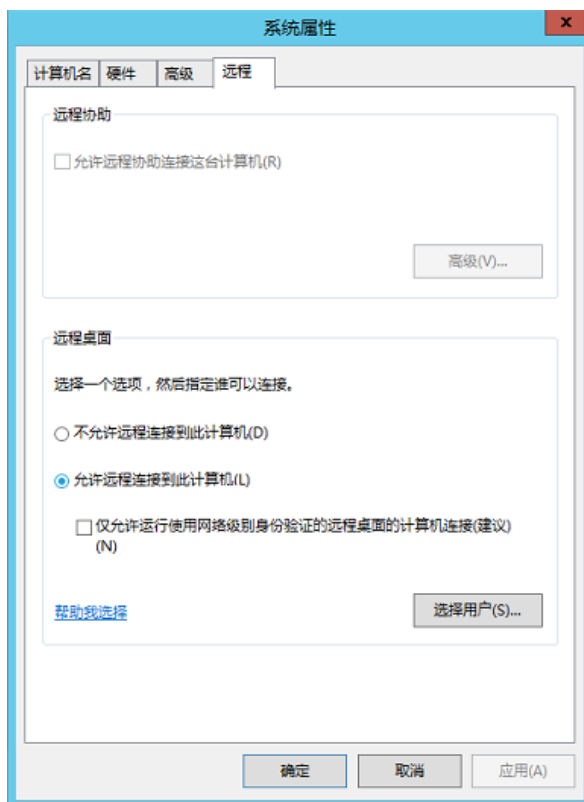 系统属性
x
计算机名 硬件 高级 远程
远程协助
允许远程协助连接这台计算机(R)
高级(V)...
远程桌面
选择一个选项，然后指定谁可以连接。
不允许远程连接到此计算机(D)
允许远程连接到此计算机(L)
仅允许运行使用网络级别身份验证的远程桌面的计算机连接(建议)
(N)
帮助我选择 选择用户(S)...
确定 取消 应用(A)